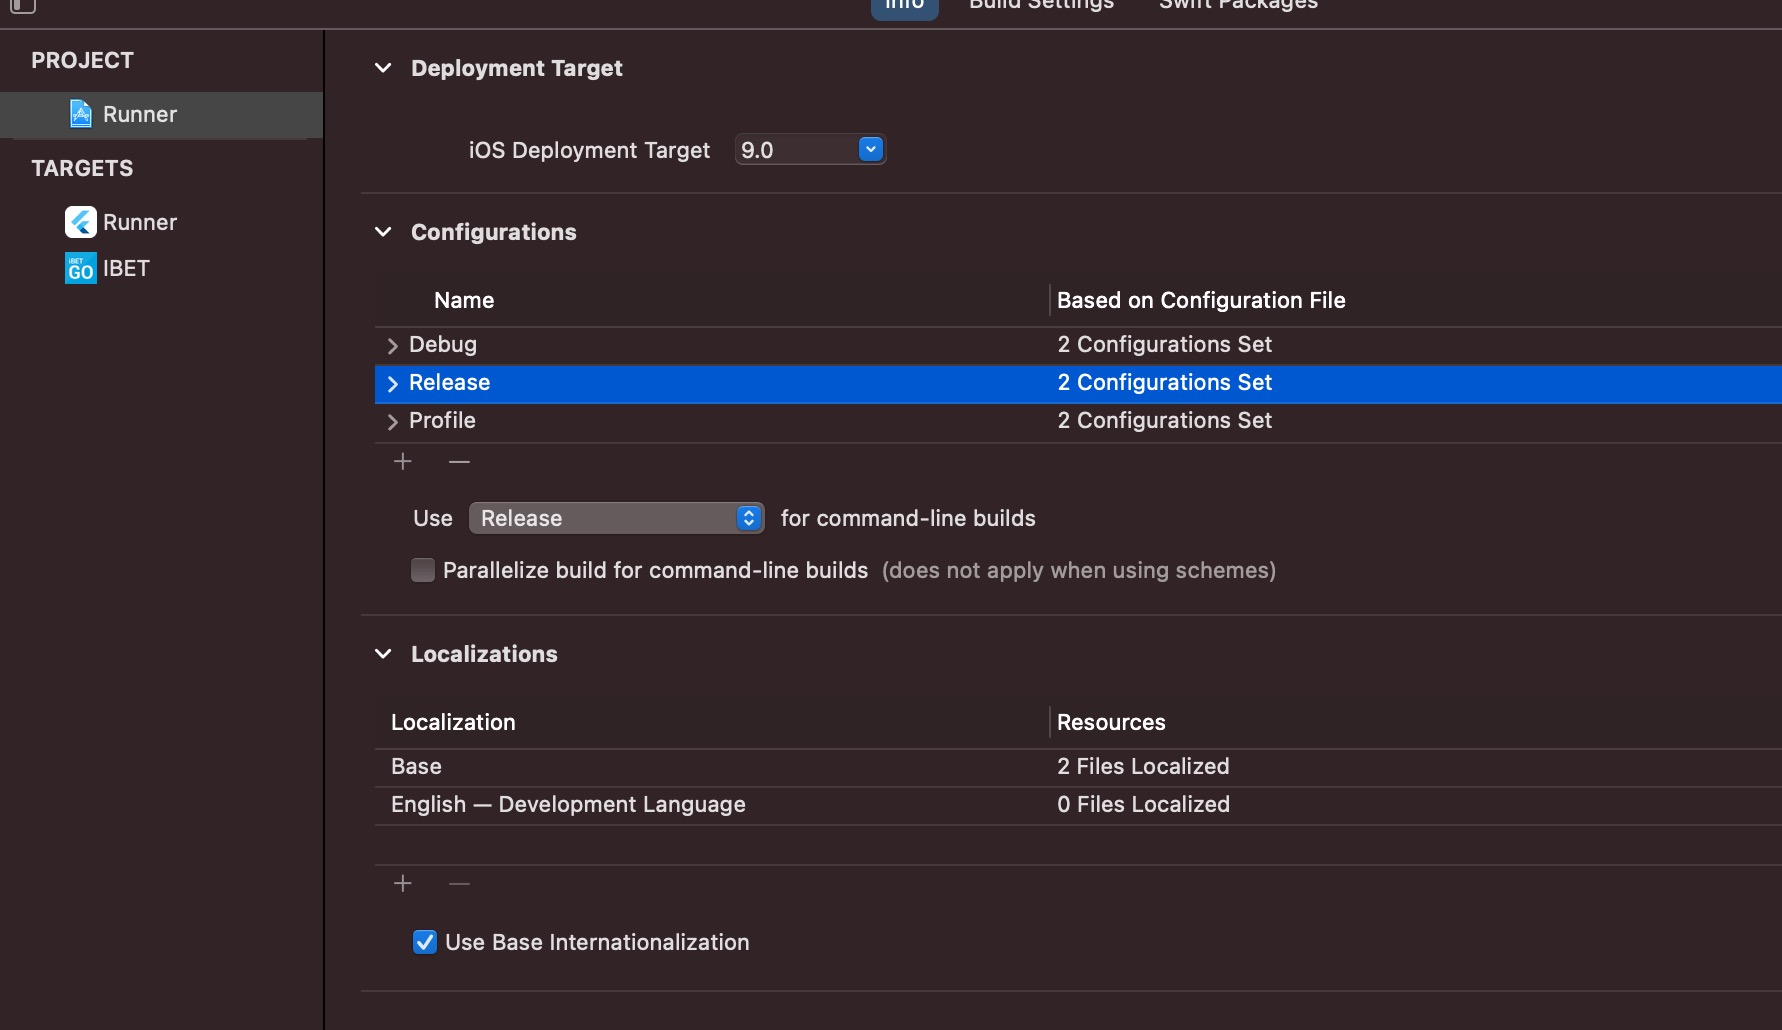 Info Build Settings Swift Packages
PROJECT
Runner
TARGETS
Runner
IBET GO IBET
Deployment Target
iOS Deployment Target 9.0
Configurations
Name Based on Configuration File
Debug 2 Configurations Set
Release 2 Configurations Set
Profile 2 Configurations Set
Use Release for command-line builds
Parallelize build for command-line builds (does not apply when using schemes)
Localizations
Localization Resources
Base 2 Files Localized
English — Development Language 0 Files Localized
Use Base Internationalization